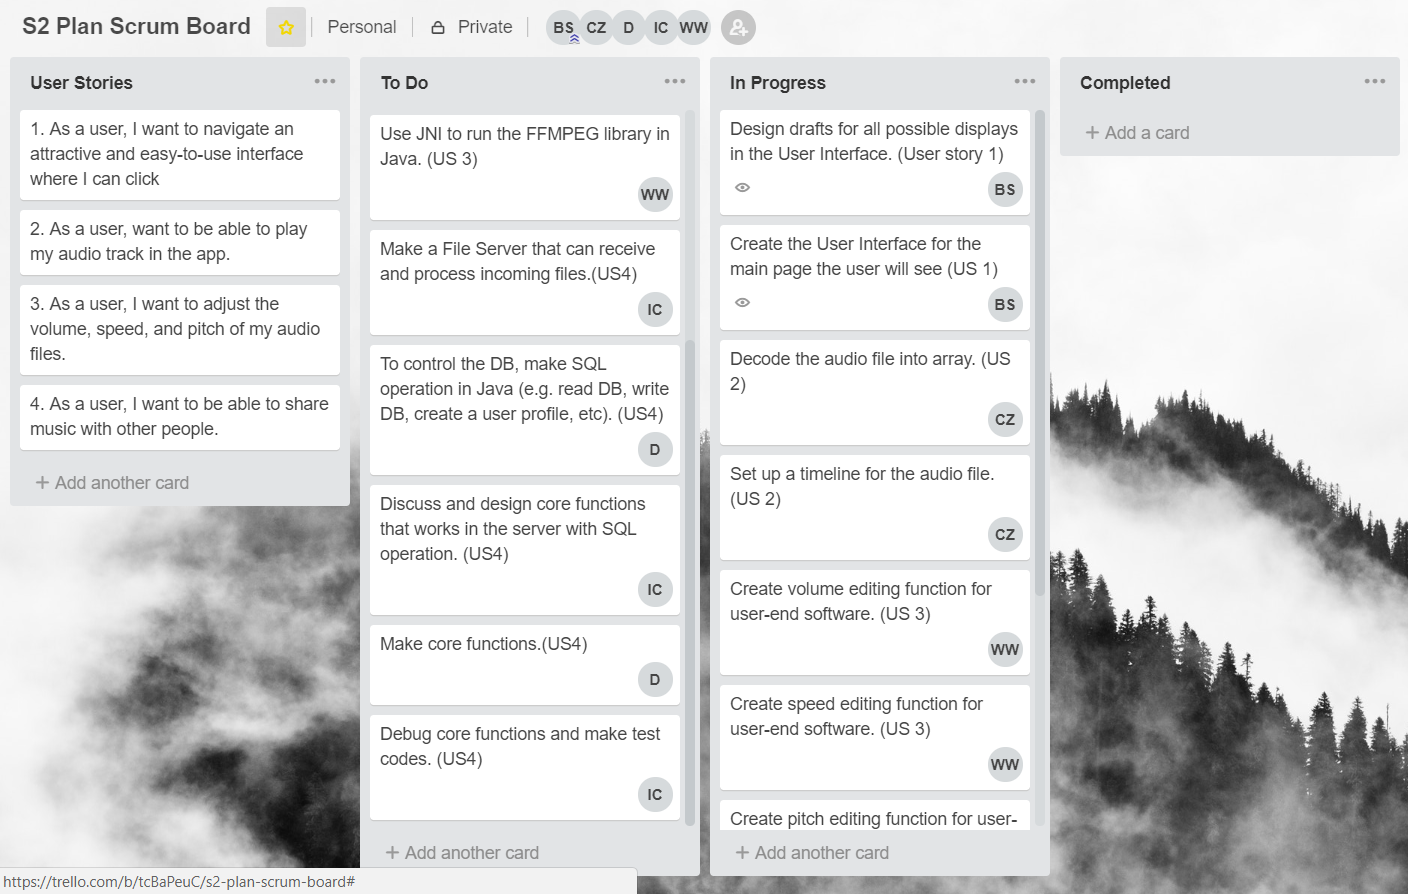 S2 Plan Scrum Board
Personal
Private
BS CZ D IC WW
User Stories
1. As a user, I want to navigate an
attractive and easy-to-use interface
where I can click
2. As a user, want to be able to play
my audio track in the app.
3. As a user, I want to adjust the
volume, speed, and pitch of my audio
files.
4. As a user, I want to be able to share
music with other people.
+ Add another card
To Do
Use JNI to run the FFMPEG library in
Java. (US 3)
WW
Make a File Server that can receive
and process incoming files.(US4)
IC
To control the DB, make SQL
operation in Java (e.g. read DB, write
DB, create a user profile, etc). (US4)
D
Discuss and design core functions
that works in the server with SQL
operation. (US4)
IC
Make core functions.(US4)
D
Debug core functions and make test
codes. (US4)
IC
+ Add another card
In Progress
Design drafts for all possible displays
in the User Interface. (User story 1)
BS
Create the User Interface for the
main page the user will see (US 1)
BS
Decode the audio file into array. (US
2)
CZ
Set up a timeline for the audio file.
(US 2)
CZ
Create volume editing function for
user-end software. (US 3)
WW
Create speed editing function for
user-end software. (US 3)
WW
Create pitch editing function for user-
+ Add another card
Completed
+ Add a card
https://trello.com/b/tcBaPeuC/s2-plan-scrum-board#